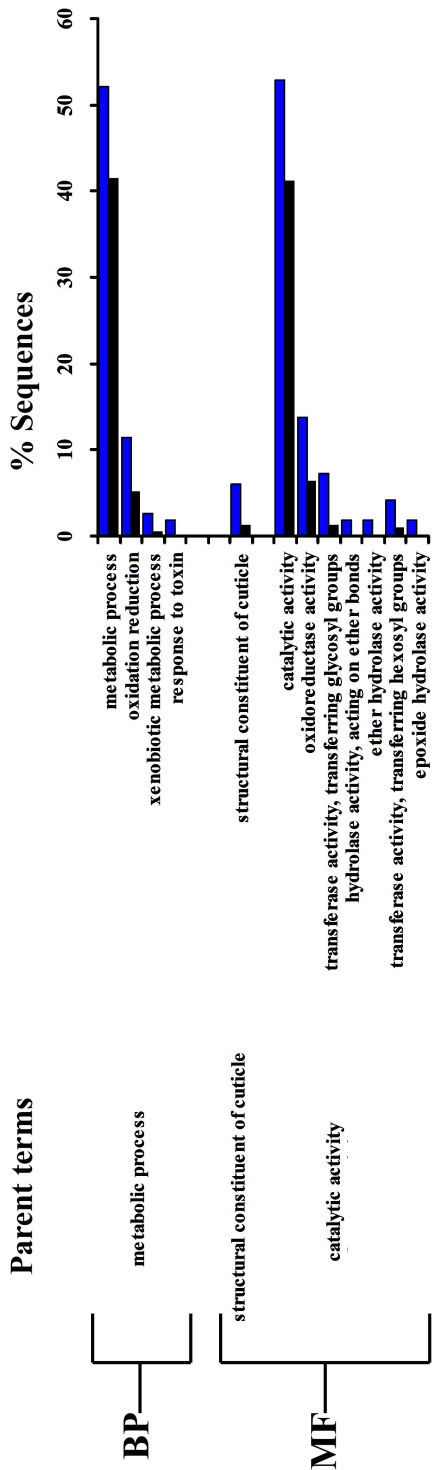 Parent terms
% Sequences
0
10
20
30
40
50
60
BP
metabolic process
metabolic process
oxidation reduction
xenobiotic metabolic process
response to toxin
MF
structural constituent of cuticle
structural constituent of cuticle
catalytic activity
catalytic activity
oxidoreductase activity
transferase activity, transferring glycosyl groups
hydrolase activity, acting on ether bonds
ether hydrolase activity
transferase activity, transferring hexosyl groups
epoxide hydrolase activity